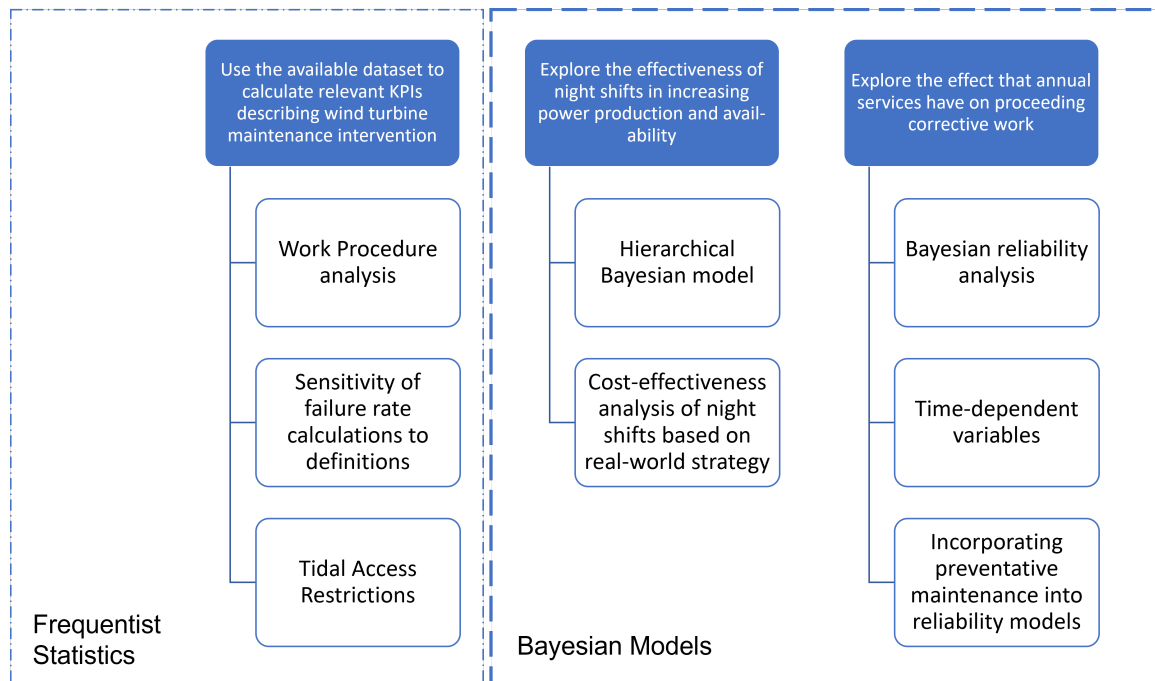 Use the available dataset to
calculate relevant KPIs
describing wind turbine
maintenance intervention
Work Procedure
analysis
Sensitivity of
failure rate
calculations to
definitions
Tidal Access
Restrictions
Frequentist
Statistics
Explore the effectiveness of
night shifts in increasing
power production and avail-
ability
Hierarchical
Bayesian model
Cost-effectiveness
analysis of night
shifts based on
real-world strategy
Explore the effect that annual
services have on proceeding
corrective work
Bayesian reliability
analysis
Time-dependent
variables
Incorporating
preventative
maintenance into
reliability models
Bayesian Models